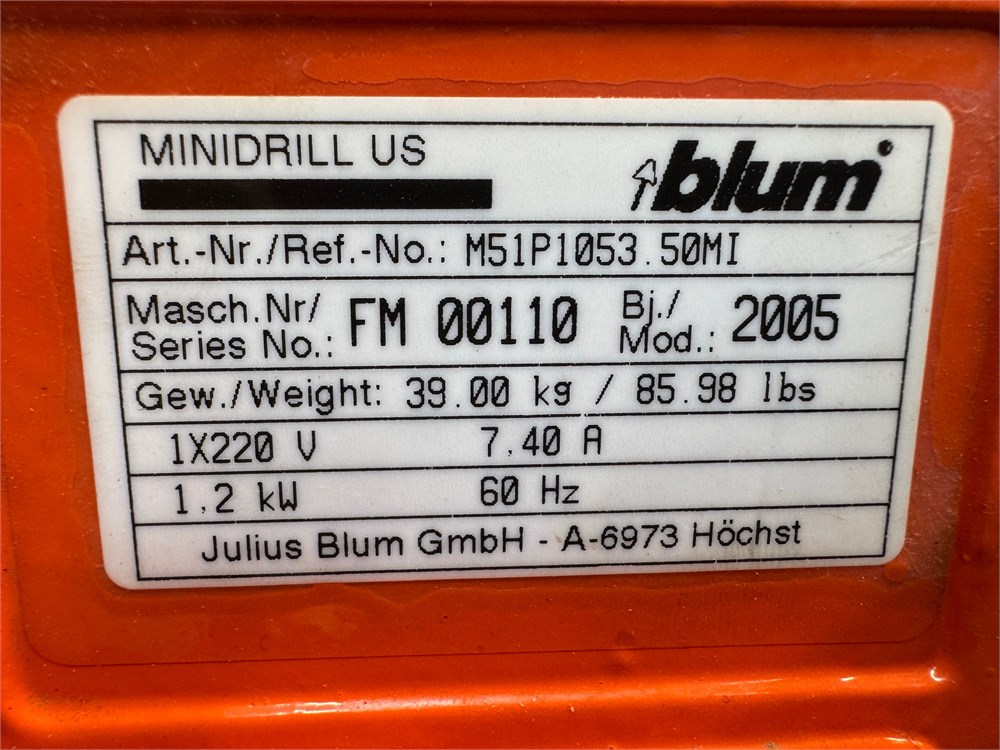 MINIDRILL US
blum
Art.-Nr./Ref.-No.: M51P1053.50MI
Masch.Nr/ Series No.: FM 00110 Bj./ Mod.: 2005
Gew./Weight: 39.00 kg / 85.98 lbs
1X220 V 7.40 A
1.2 kW 60 Hz
Julius Blum GmbH - A-6973 Höchst